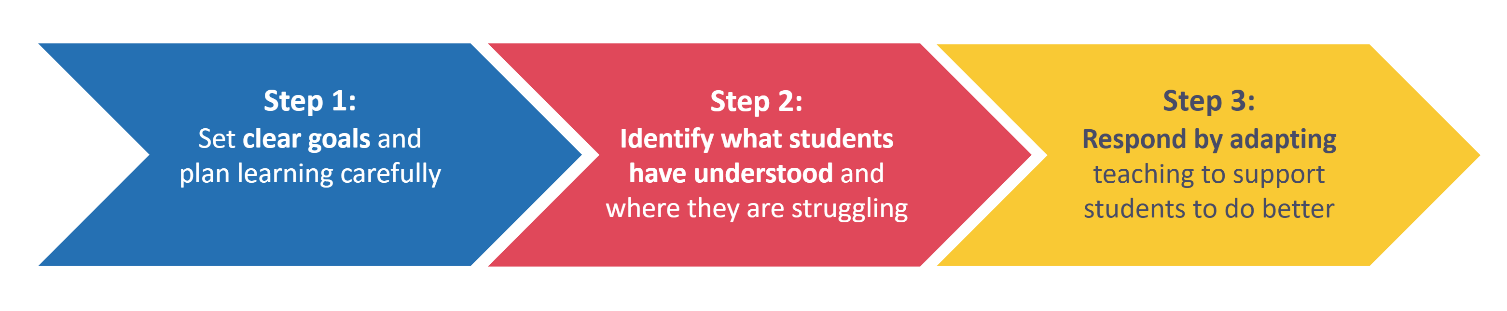 Step 1:
Set clear goals and
plan learning carefully
Step 2:
Identify what students
have understood and
where they are struggling
Step 3:
Respond by adapting
teaching to support
students to do better